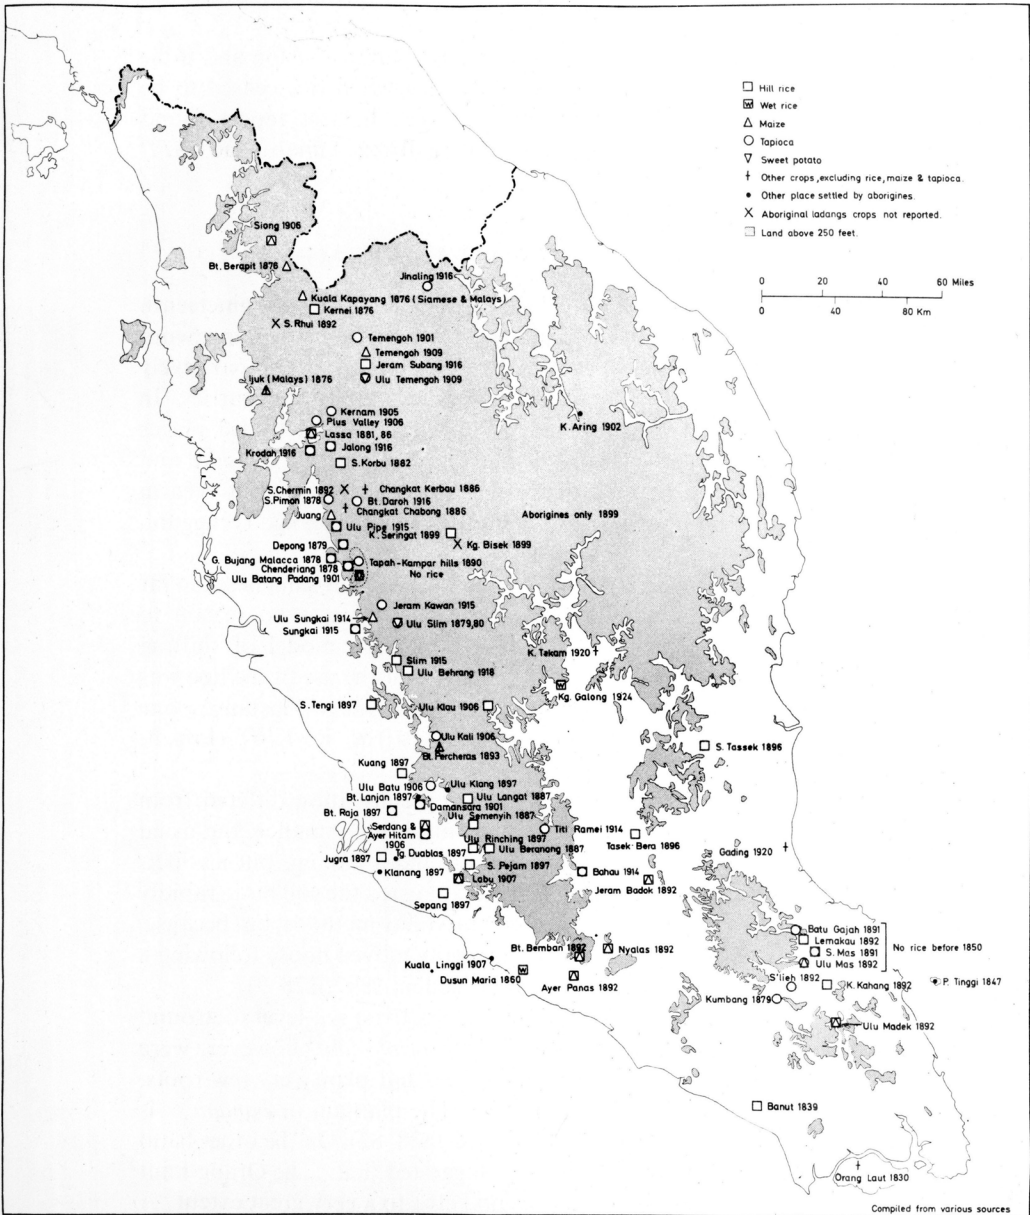 Hill rice
Wet rice
Maize
Tapioca
Sweet potato
Other crops, excluding rice, maize & tapioca.
Other place settled by aborigines.
Aboriginal ladangs crops not reported.
Land above 250 feet.
0 20 40 60 Miles
0 40 80 Km
Siong 1906
Bt. Berapit 1876
Jinaling 1916
Kuala Kapayang 1876 (Siamese & Malays)
Kernei 1876
S. Rhui 1892
Temengoh 1901
Temengoh 1909
Jeram Subang 1916
Ulu Temengoh 1909
Ijuk (Malays) 1876
Kernam 1905
Plus Valley 1906
K. Aring 1902
Lassa 1881, 86
Krodah 1916
Jalong 1916
S. Korbu 1882
S. Chermin 1892
Changkat Kerbau 1886
S. Pimon 1878
Bt. Daroh 1916
Changkat Chabong 1886
Juang
Aborigines only 1899
Ulu Pipe 1915
K. Seringat 1899
Kg. Bisek 1899
Depong 1879
G. Bujang Malacca 1878
Chenderiang 1878
Tapah-Kampar hills 1890
No rice
Ulu Batang Padang 1901
Jeram Kawan 1915
Ulu Sungkai 1914
Ulu Slim 1879,80
Sungkai 1915
K. Tekam 1920
Slim 1915
Ulu Behrang 1918
Kg. Galong 1924
S. Tengi 1897
Ulu Klau 1906
Ulu Kali 1906
Bt. Percheras 1893
S. Tassek 1896
Kuang 1897
Ulu Batu 1906
Ulu Klang 1897
Bt. Lanjan 1897
Ulu Langat 1887
Damansara 1901
Bt. Raja 1897
Ulu Semenyih 1887
Serdang &
Ayer Hitam
1906
Titi Ramei 1914
Ulu Rinching 1897
Tasek Bera 1896
Tg. Duablas 1897
Ulu Beranang 1887
Gading 1920
Jugra 1897
S. Pejam 1897
Klanang 1897
Bahau 1914
Labu 1907
Jeram Badok 1892
Sepang 1897
Batu Gajah 1891
Lemakau 1892
No rice before 1850
Bt. Bemban 1892
Nyalas 1892
S. Mas 1891
Ulu Mas 1892
Kuala Linggi 1907
Dusun Maria 1860
Ayer Panas 1892
S'lieh 1892
K. Kahang 1892
P. Tinggi 1847
Kumbang 1879
Ulu Madek 1892
Banut 1839
Orang Laut 1830
Compiled from various sources